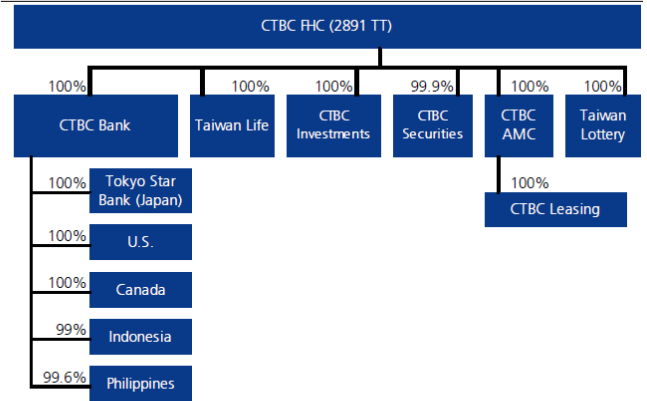 CTBC FHC (2891 TT)
100%
100%
100%
99.9%
100%
100%
CTBC Bank
Taiwan Life
CTBC
Investments
CTBC
Securities
CTBC
AMC
Taiwan
Lottery
100%
Tokyo Star
Bank (Japan)
100%
CTBC Leasing
100%
U.S.
100%
Canada
99%
Indonesia
99.6%
Philippines